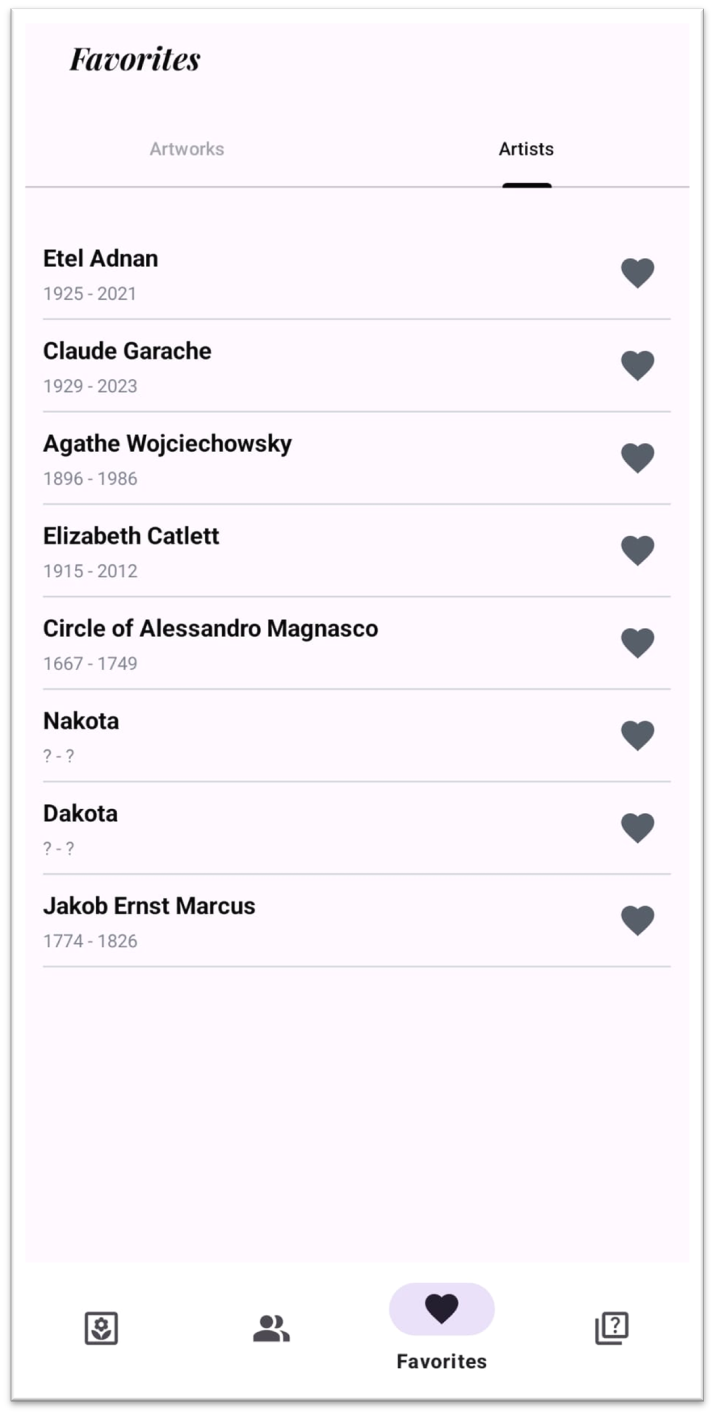 Favorites
Artworks
Artists
Etel Adnan
1925 - 2021
Claude Garache
1929 - 2023
Agathe Wojciechowsky
1896 - 1986
Elizabeth Catlett
1915 - 2012
Circle of Alessandro Magnasco
1667 - 1749
Nakota
? - ?
Dakota
? - ?
Jakob Ernst Marcus
1774 - 1826
?
Favorites